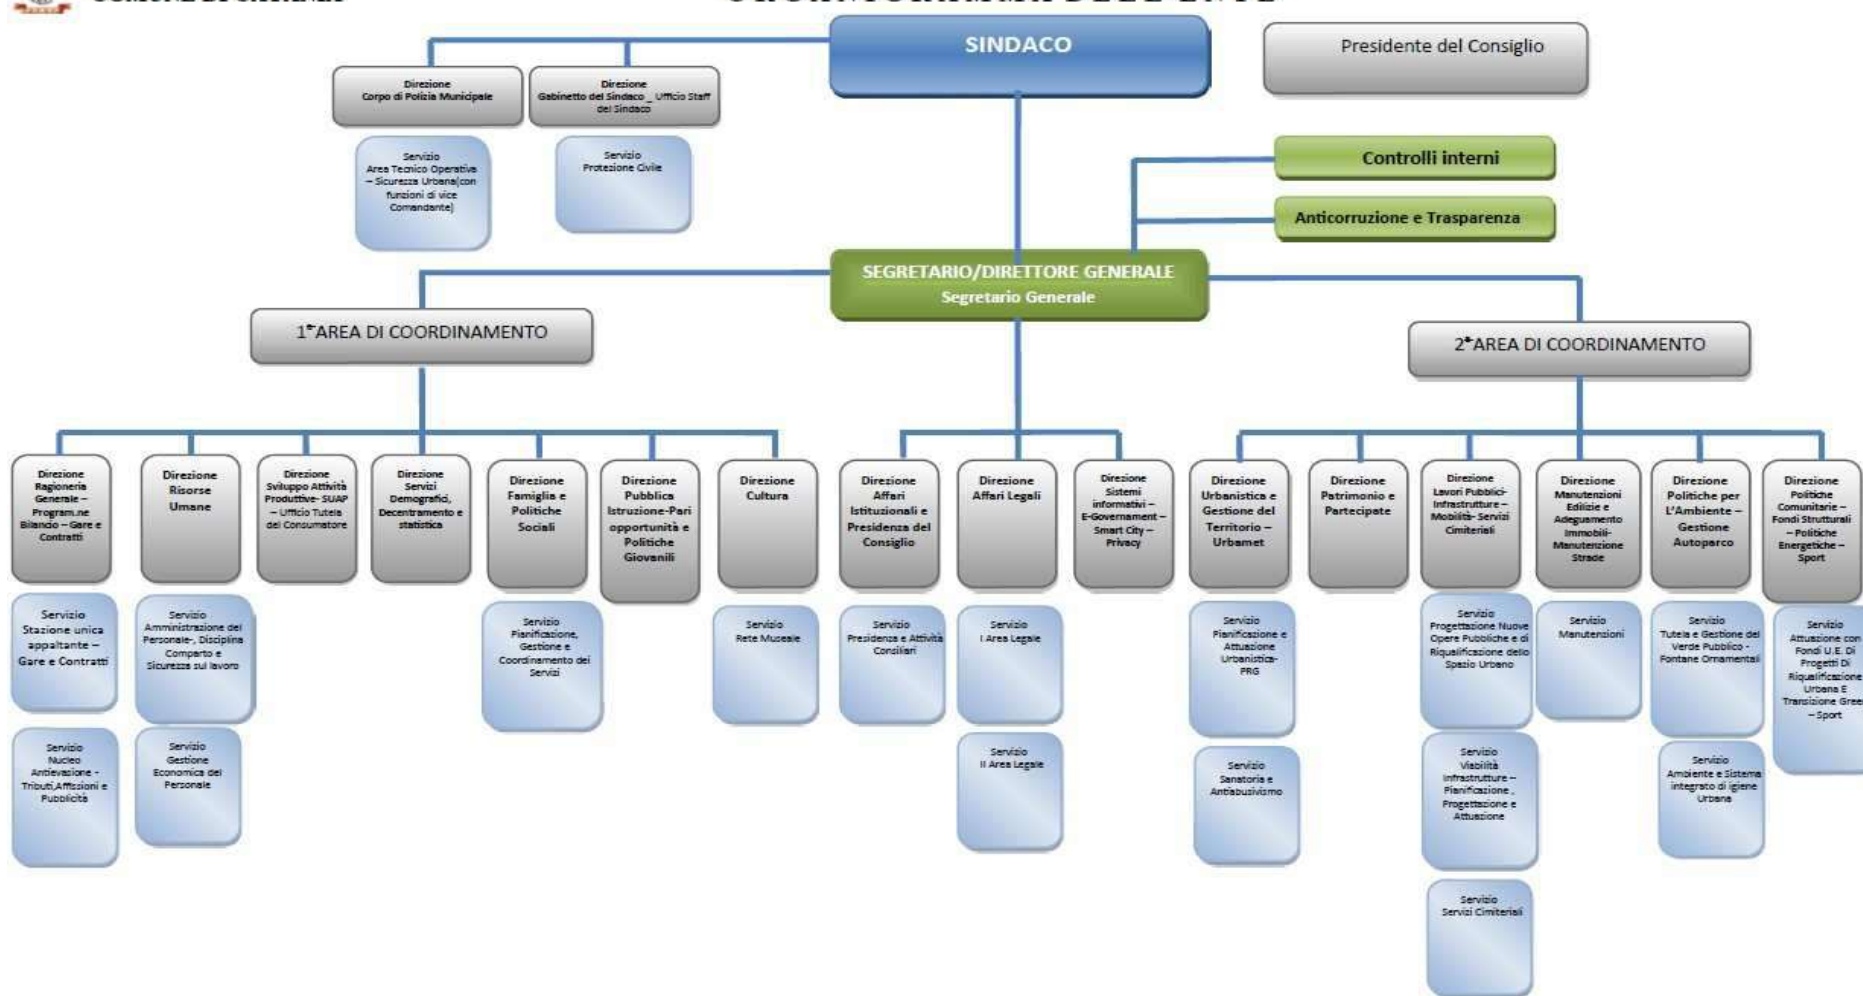 SINDACO
Presidente del Consiglio
Direzione
Corpo di Polizia Municipale
Direzione
Gabinetto del Sindaco _ Ufficio Staff
del Sindaco
Servizio
Area Tecnico Operativa
– Sicurezza Urbana(con
funzioni di vice
Comandante)
Servizio
Protezione Civile
Controlli interni
Anticorruzione e Trasparenza
SEGRETARIO/DIRETTORE GENERALE
Segretario Generale
1ª AREA DI COORDINAMENTO
2ª AREA DI COORDINAMENTO
Direzione
Ragioneria
Generale –
Program.ne
Bilancio – Gare e
Contratti
Direzione
Risorse
Umane
Direzione
Sviluppo Attività
Produttive- SUAP
– Ufficio Tutela
del Consumatore
Direzione
Servizi
Demografici,
Decentramento e
statistica
Direzione
Famiglia e
Politiche
Sociali
Direzione
Pubblica
Istruzione-Pari
opportunità e
Politiche
Giovanili
Direzione
Cultura
Direzione
Affari
Istituzionali e
Presidenza del
Consiglio
Direzione
Affari Legali
Direzione
Sistemi
informativi –
E-Governament –
Smart City –
Privacy
Direzione
Urbanistica e
Gestione del
Territorio –
Urbamet
Direzione
Patrimonio e
Partecipate
Direzione
Lavori Pubblici-
Infrastrutture –
Mobilità- Servizi
Cimiteriali
Direzione
Manutenzioni
Edilizie e
Adeguamento
Immobili-
Manutenzione
Strade
Direzione
Politiche per
L'Ambiente –
Gestione
Autoparco
Direzione
Politiche
Comunitarie –
Fondi Strutturali
– Politiche
Energetiche –
Sport
Servizio
Stazione unica
appaltante –
Gare e Contratti
Servizio
Amministrazione del
Personale-, Disciplina
Comparto e
Sicurezza sul lavoro
Servizio
Pianificazione,
Gestione e
Coordinamento dei
Servizi
Servizio
Rete Museale
Servizio
Presidenza e Attività
Consiliari
Servizio
I Area Legale
Servizio
Pianificazione e
Attuazione
Urbanistica-
PRG
Servizio
Progettazione Nuove
Opere Pubbliche e di
Riqualificazione dello
Spazio Urbano
Servizio
Manutenzioni
Servizio
Tutela e Gestione del
Verde Pubblico -
Fontane Ornamentali
Servizio
Attuazione con
Fondi U.E. Di
Progetti Di
Riqualificazione
Urbana E
Transizione Green
– Sport
Servizio
Nucleo
Antievazione -
Tributi,Affissioni e
Pubblicità
Servizio
Gestione
Economica del
Personale
Servizio
II Area Legale
Servizio
Sanatoria e
Antiabusivismo
Servizio
Viabilità
Infrastrutture –
Pianificazione ,
Progettazione e
Attuazione
Servizio
Ambiente e Sistema
integrato di igiene
Urbana
Servizio
Servizi Cimiteriali